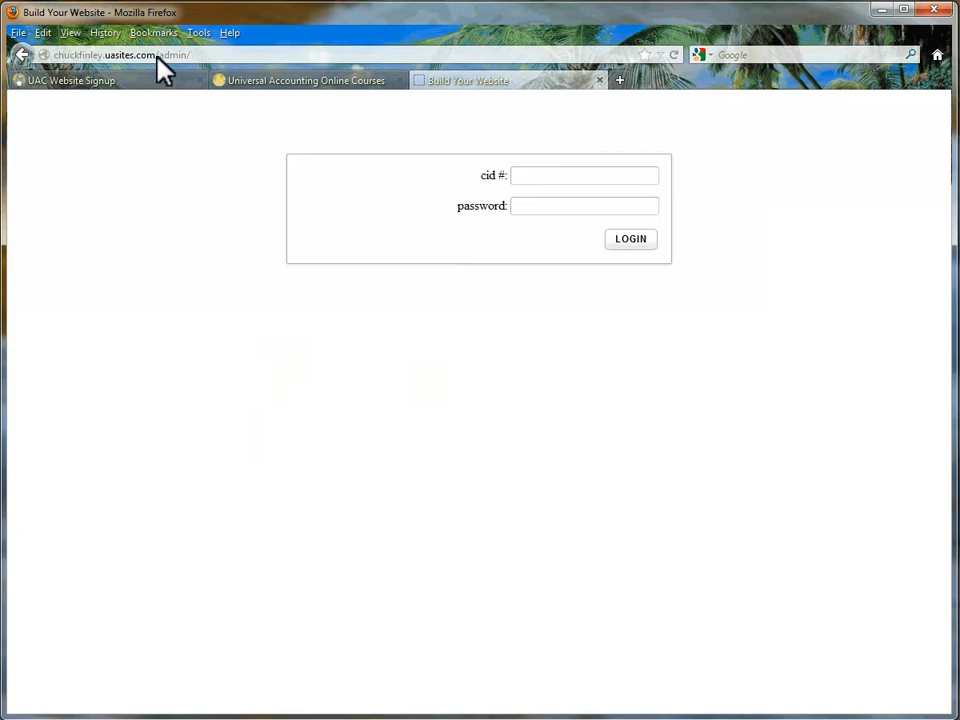 Build Your Website - Mozilla Firefox
File Edit View History Bookmarks Tools Help
chuckfinley.uasites.com/admin/
Google
UAC Website Signup
Universal Accounting Online Courses
Build Your Website
cid #:
password:
LOGIN